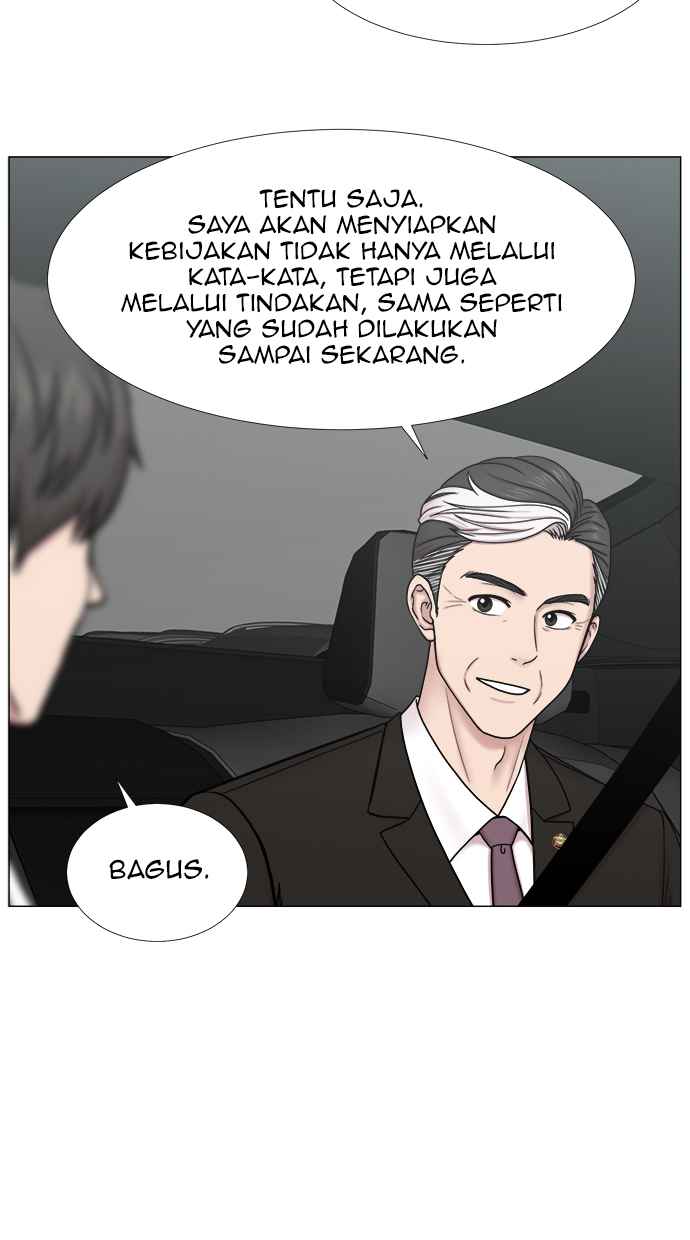 TENTU SAJA.
SAYA AKAN MENYIAPKAN
KEBIJAKAN TIDAK HANYA MELALUI
KATA-KATA, TETAPI JUGA
MELALUI TINDAKAN, SAMA SEPERTI
YANG SUDAH DILAKUKAN
SAMPAI SEKARANG.
BAGUS.